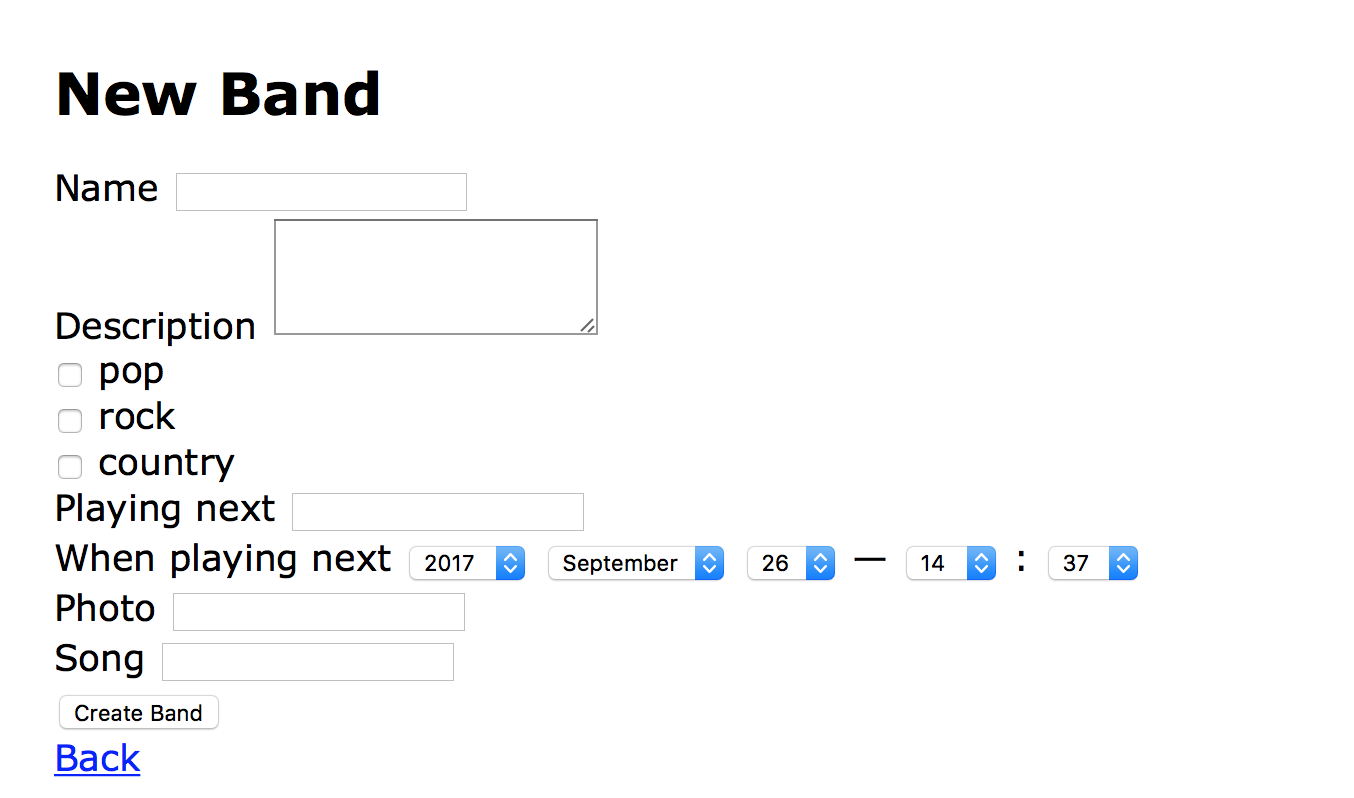 New Band
Name
Description
pop
rock
country
Playing next
When playing next 2017 September 26 — 14 : 37
Photo
Song
Create Band
Back